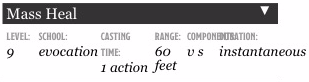 Mass Heal ▼
LEVEL: SCHOOL: CASTING TIME: RANGE: COMPONENTS: DURATION:
9 evocation 1 action 60 feet v s instantaneous